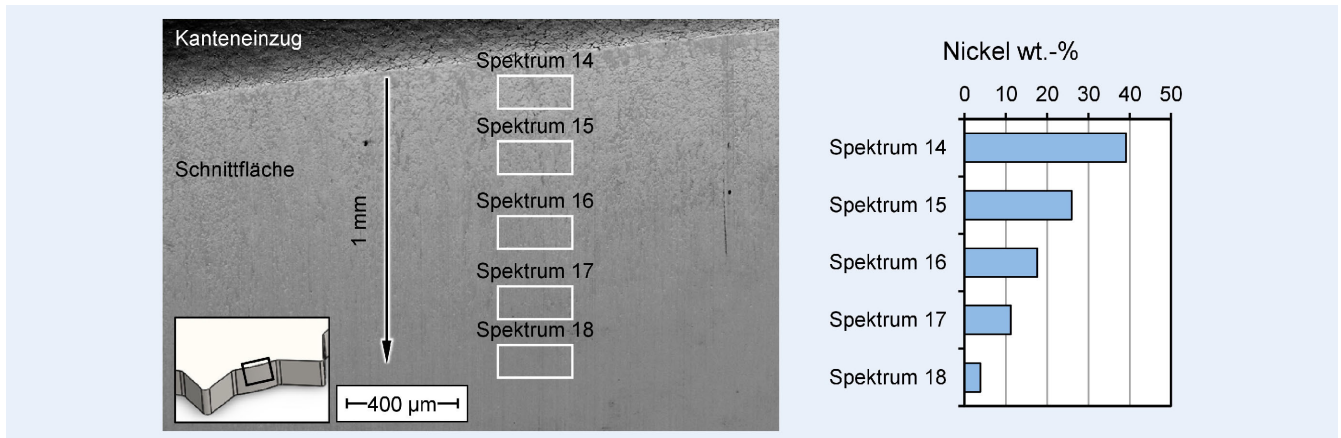 Kanteneinzug
Schnittfläche
1 mm
Spektrum 14
Spektrum 15
Spektrum 16
Spektrum 17
Spektrum 18
400 µm
Nickel wt.-%
0 10 20 30 40 50
Spektrum 14
Spektrum 15
Spektrum 16
Spektrum 17
Spektrum 18